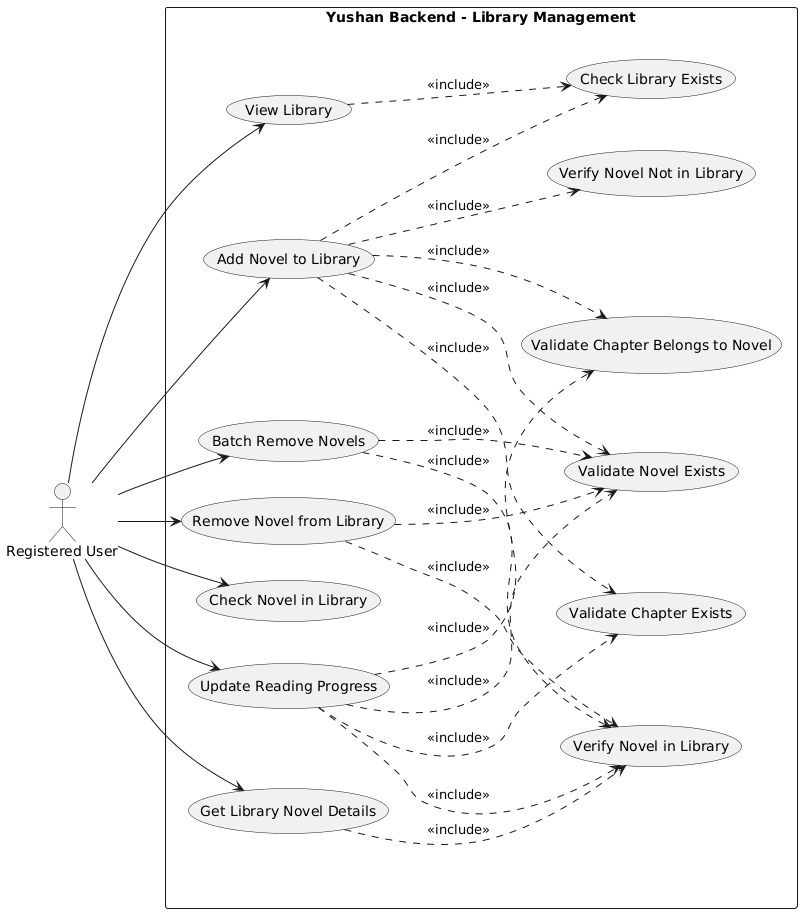 Yushan Backend - Library Management
Check Library Exists
«include»
View Library
«include»
Verify Novel Not in Library
«include»
Add Novel to Library
«include»
«include»
Validate Chapter Belongs to Novel
«include»
Batch Remove Novels
«include»
«include»
Validate Novel Exists
«include»
Remove Novel from Library
Registered User
«include»
Check Novel in Library
Validate Chapter Exists
«include»
Update Reading Progress
«include»
«include»
Verify Novel in Library
«include»
Get Library Novel Details
«include»